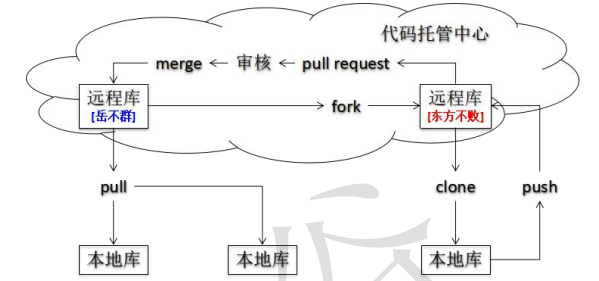 代码托管中心
merge
审核
pull request
远程库
[岳不群]
fork
远程库
[东方不败]
pull
clone
push
本地库
本地库
本地库